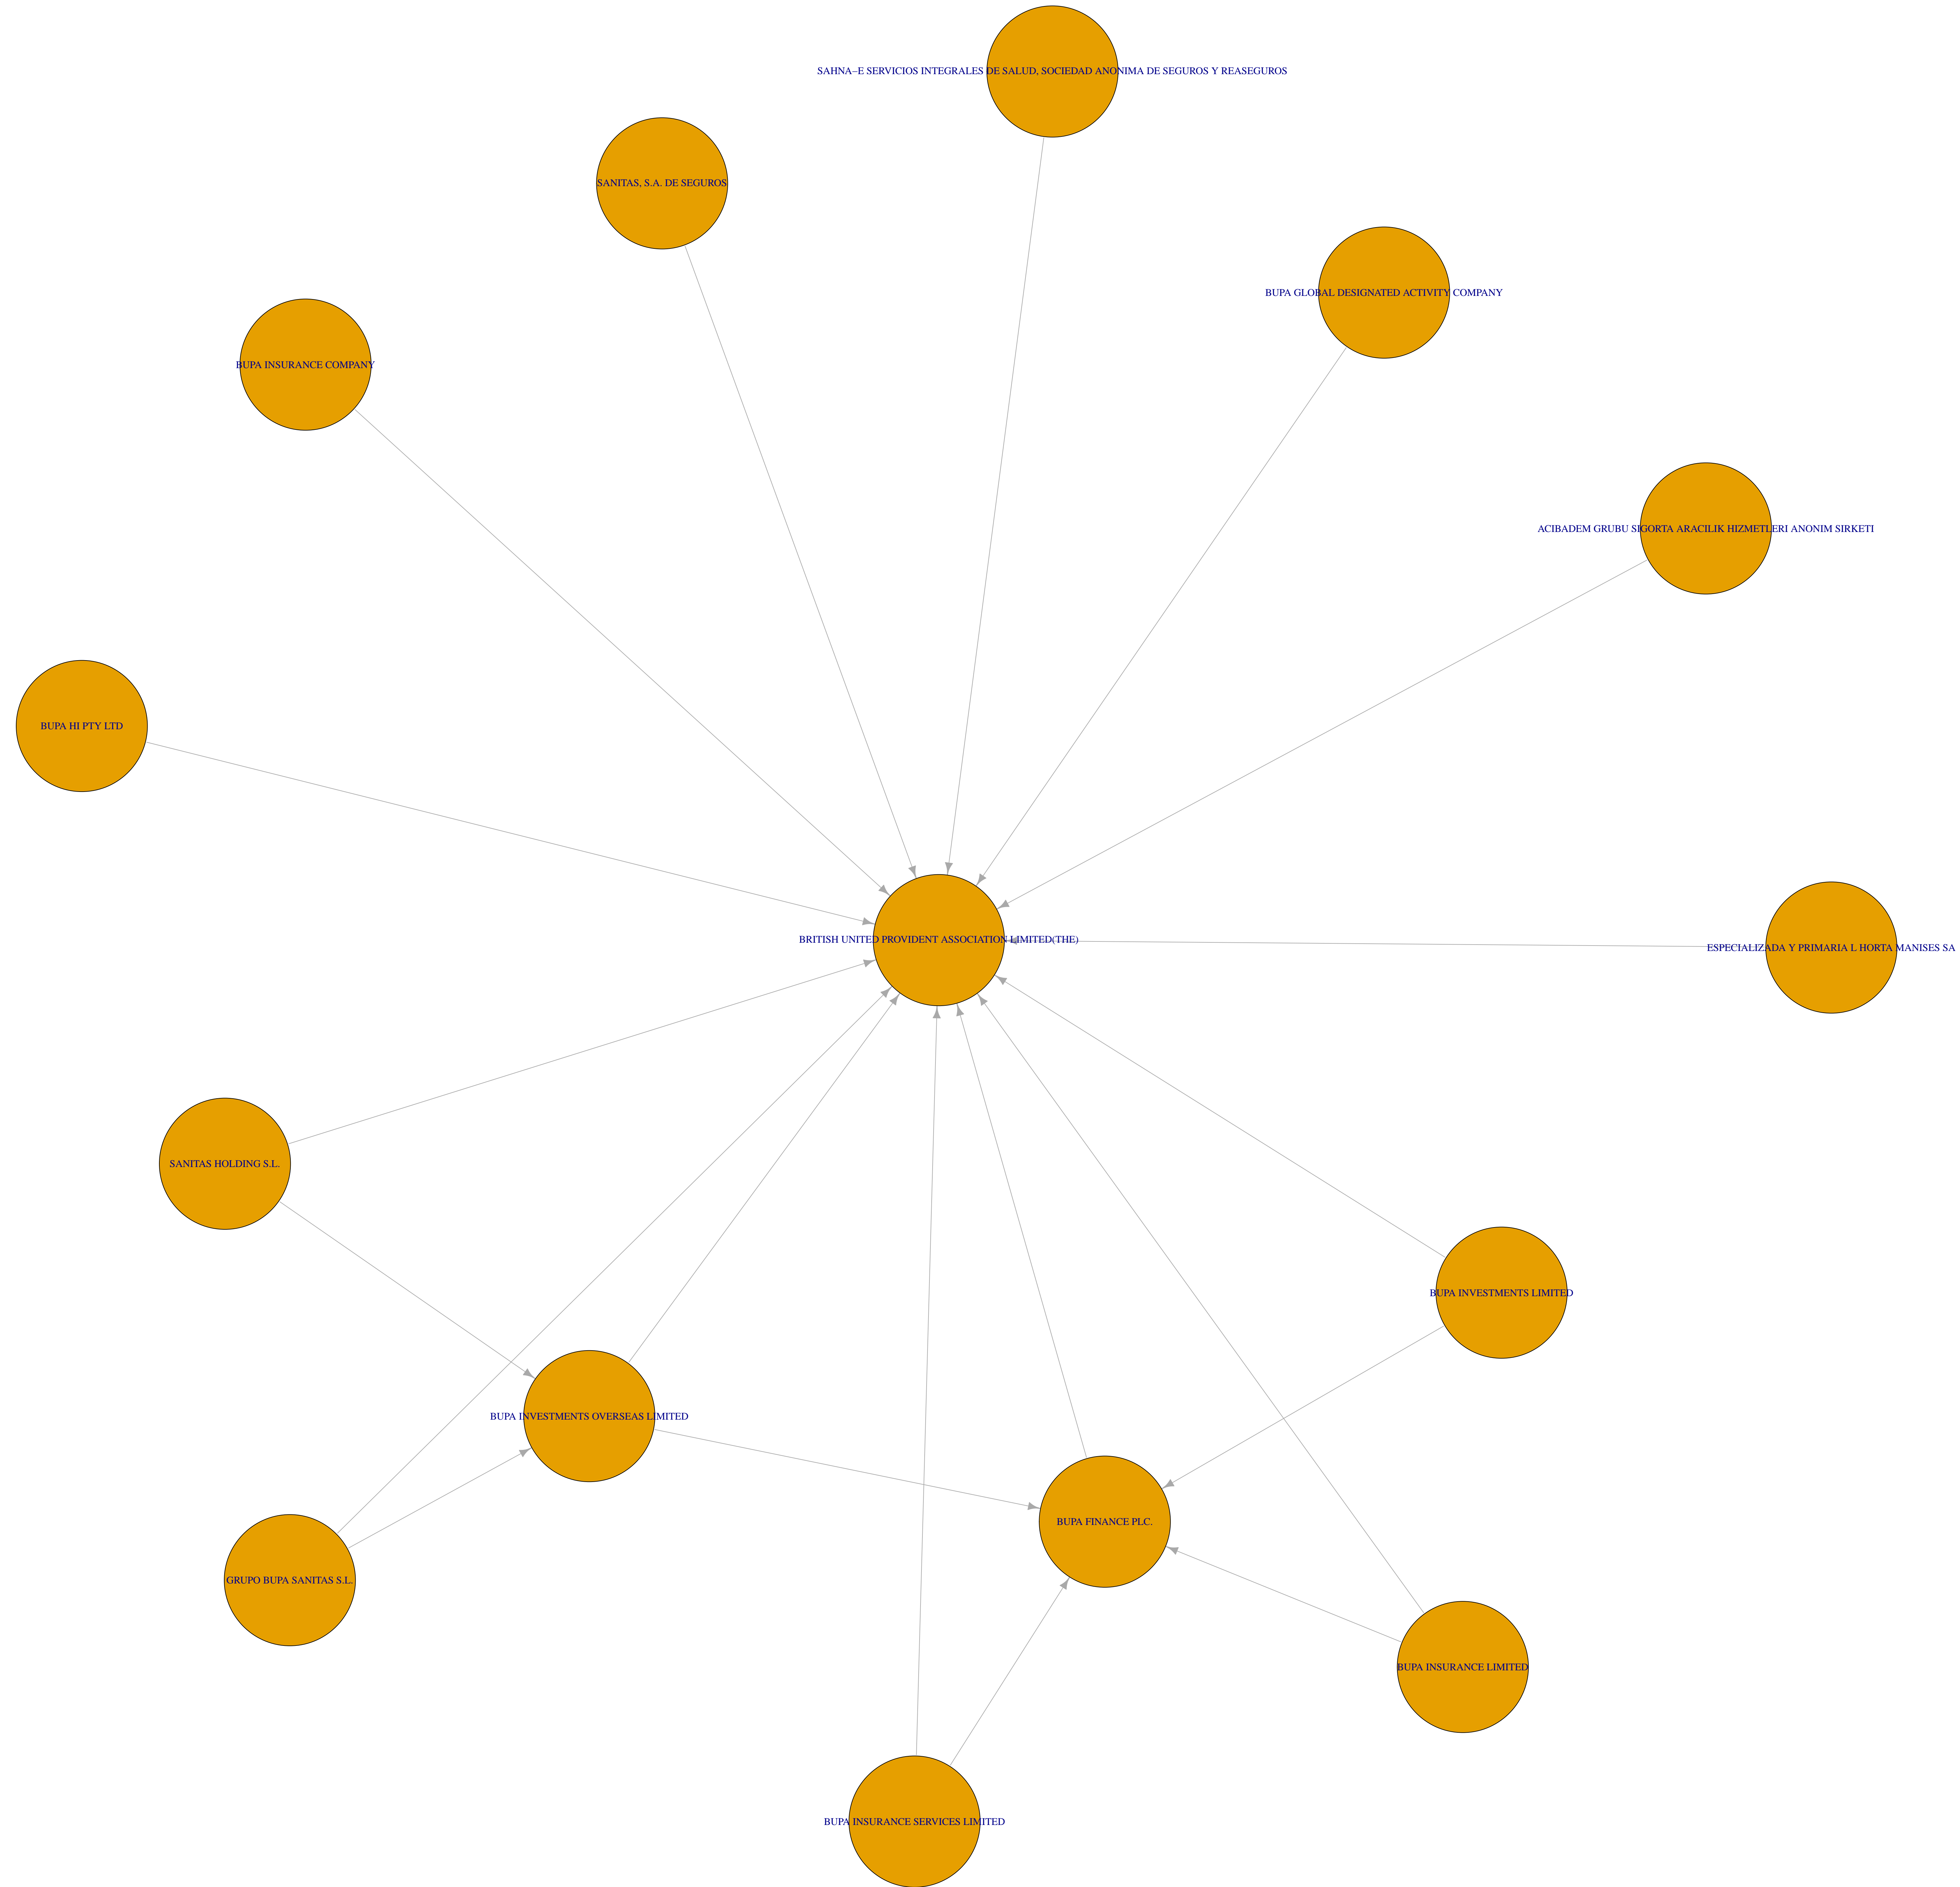 SAHNA−E SERVICIOS INTEGRALES DE SALUD, SOCIEDAD ANONIMA DE SEGUROS Y REASEGUROS
SANITAS, S.A. DE SEGUROS
BUPA GLOBAL DESIGNATED ACTIVITY COMPANY
BUPA INSURANCE COMPANY
ACIBADEM GRUBU SIGORTA ARACILIK HIZMETLERI ANONIM SIRKETI
BUPA HI PTY LTD
BRITISH UNITED PROVIDENT ASSOCIATION LIMITED(THE)
ESPECIALIZADA Y PRIMARIA L HORTA MANISES SA
SANITAS HOLDING S.L.
BUPA INVESTMENTS LIMITED
BUPA INVESTMENTS OVERSEAS LIMITED
BUPA FINANCE PLC.
GRUPO BUPA SANITAS S.L.
BUPA INSURANCE LIMITED
BUPA INSURANCE SERVICES LIMITED